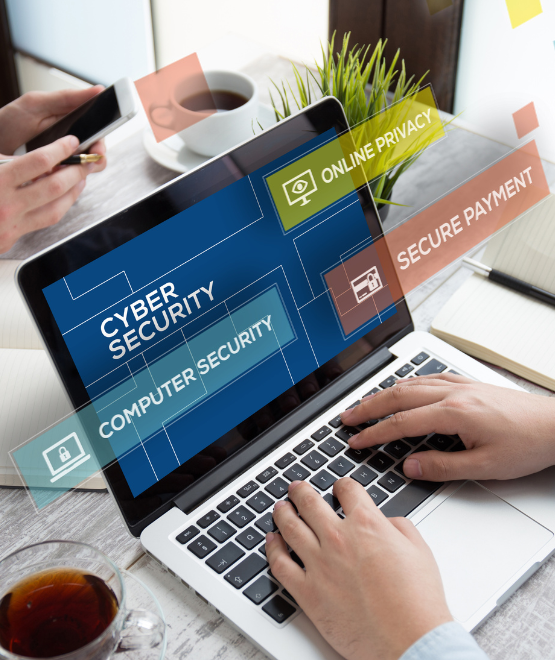 ONLINE PRIVACY
SECURE PAYMENT
CYBER
SECURITY
COMPUTER SECURITY